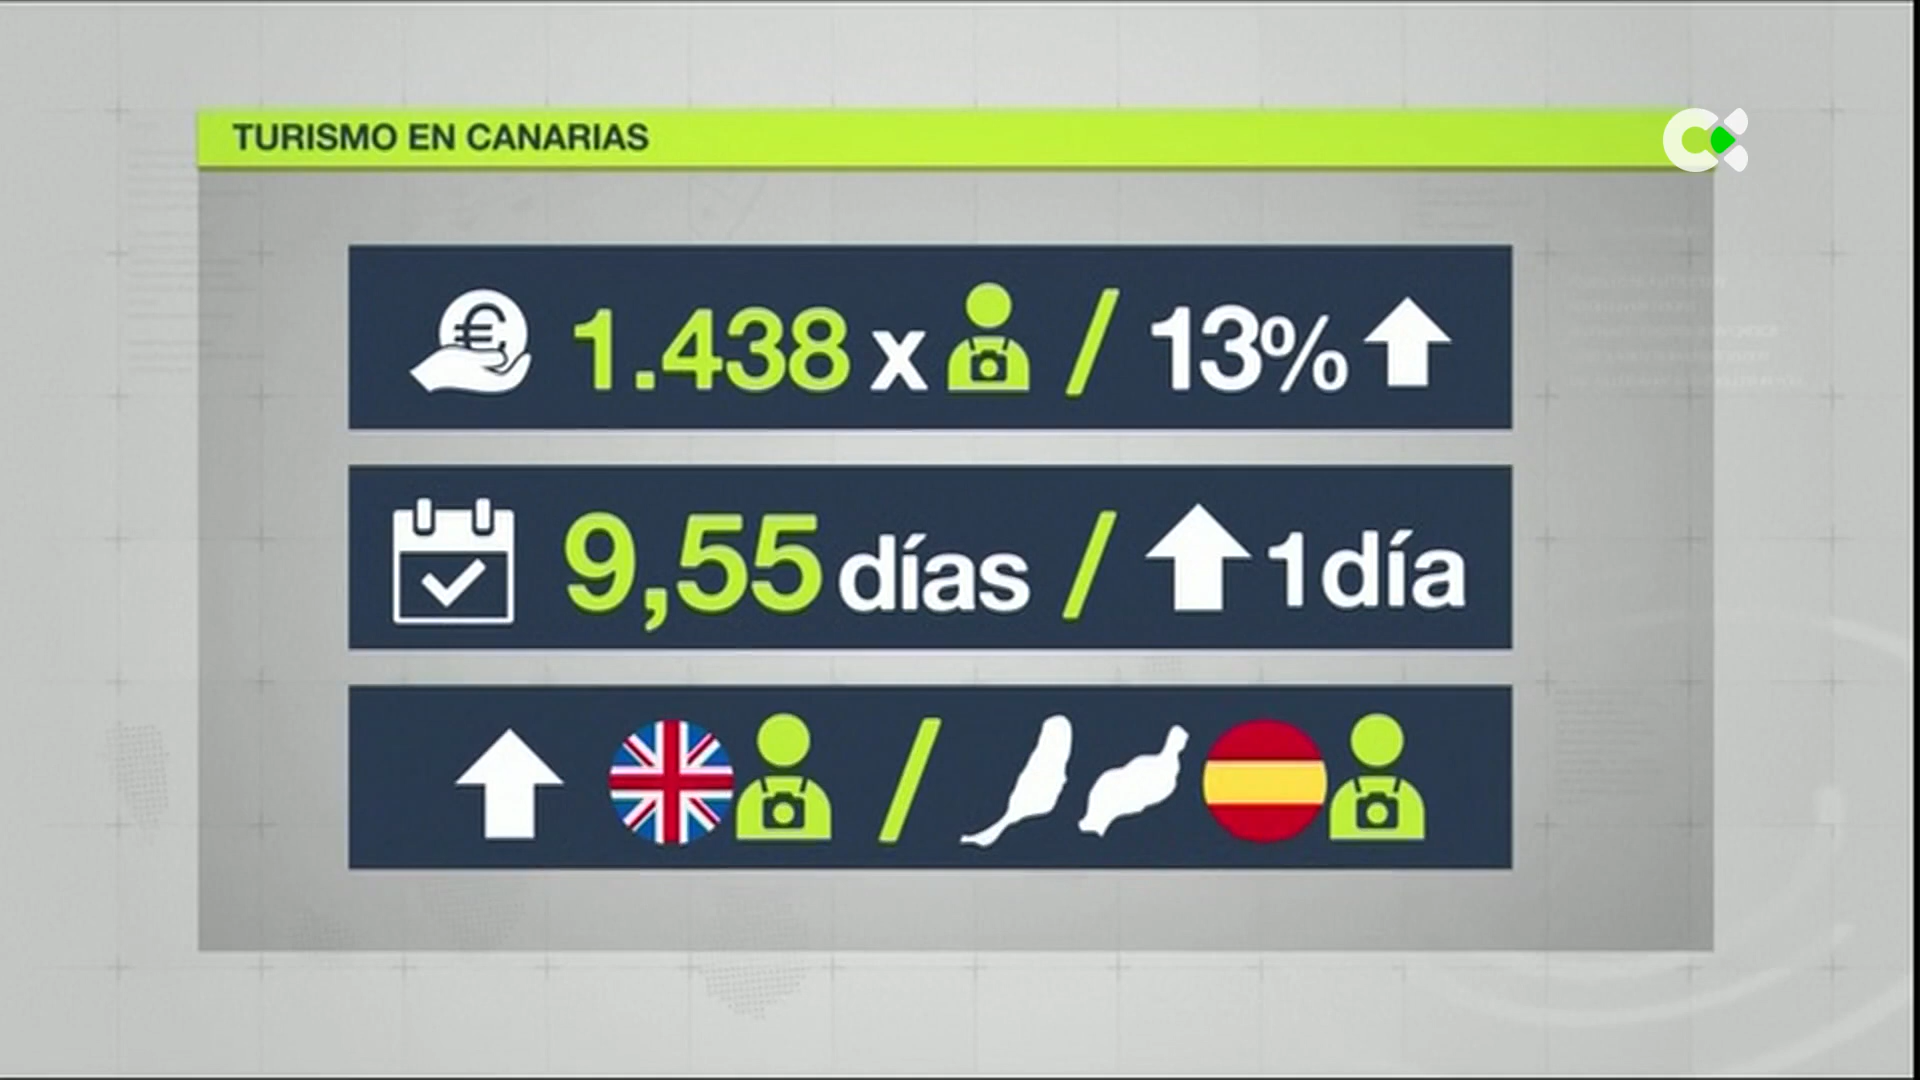 TURISMO EN CANARIAS
€ 1.438 x / 13%
9,55 días / 1 día
/